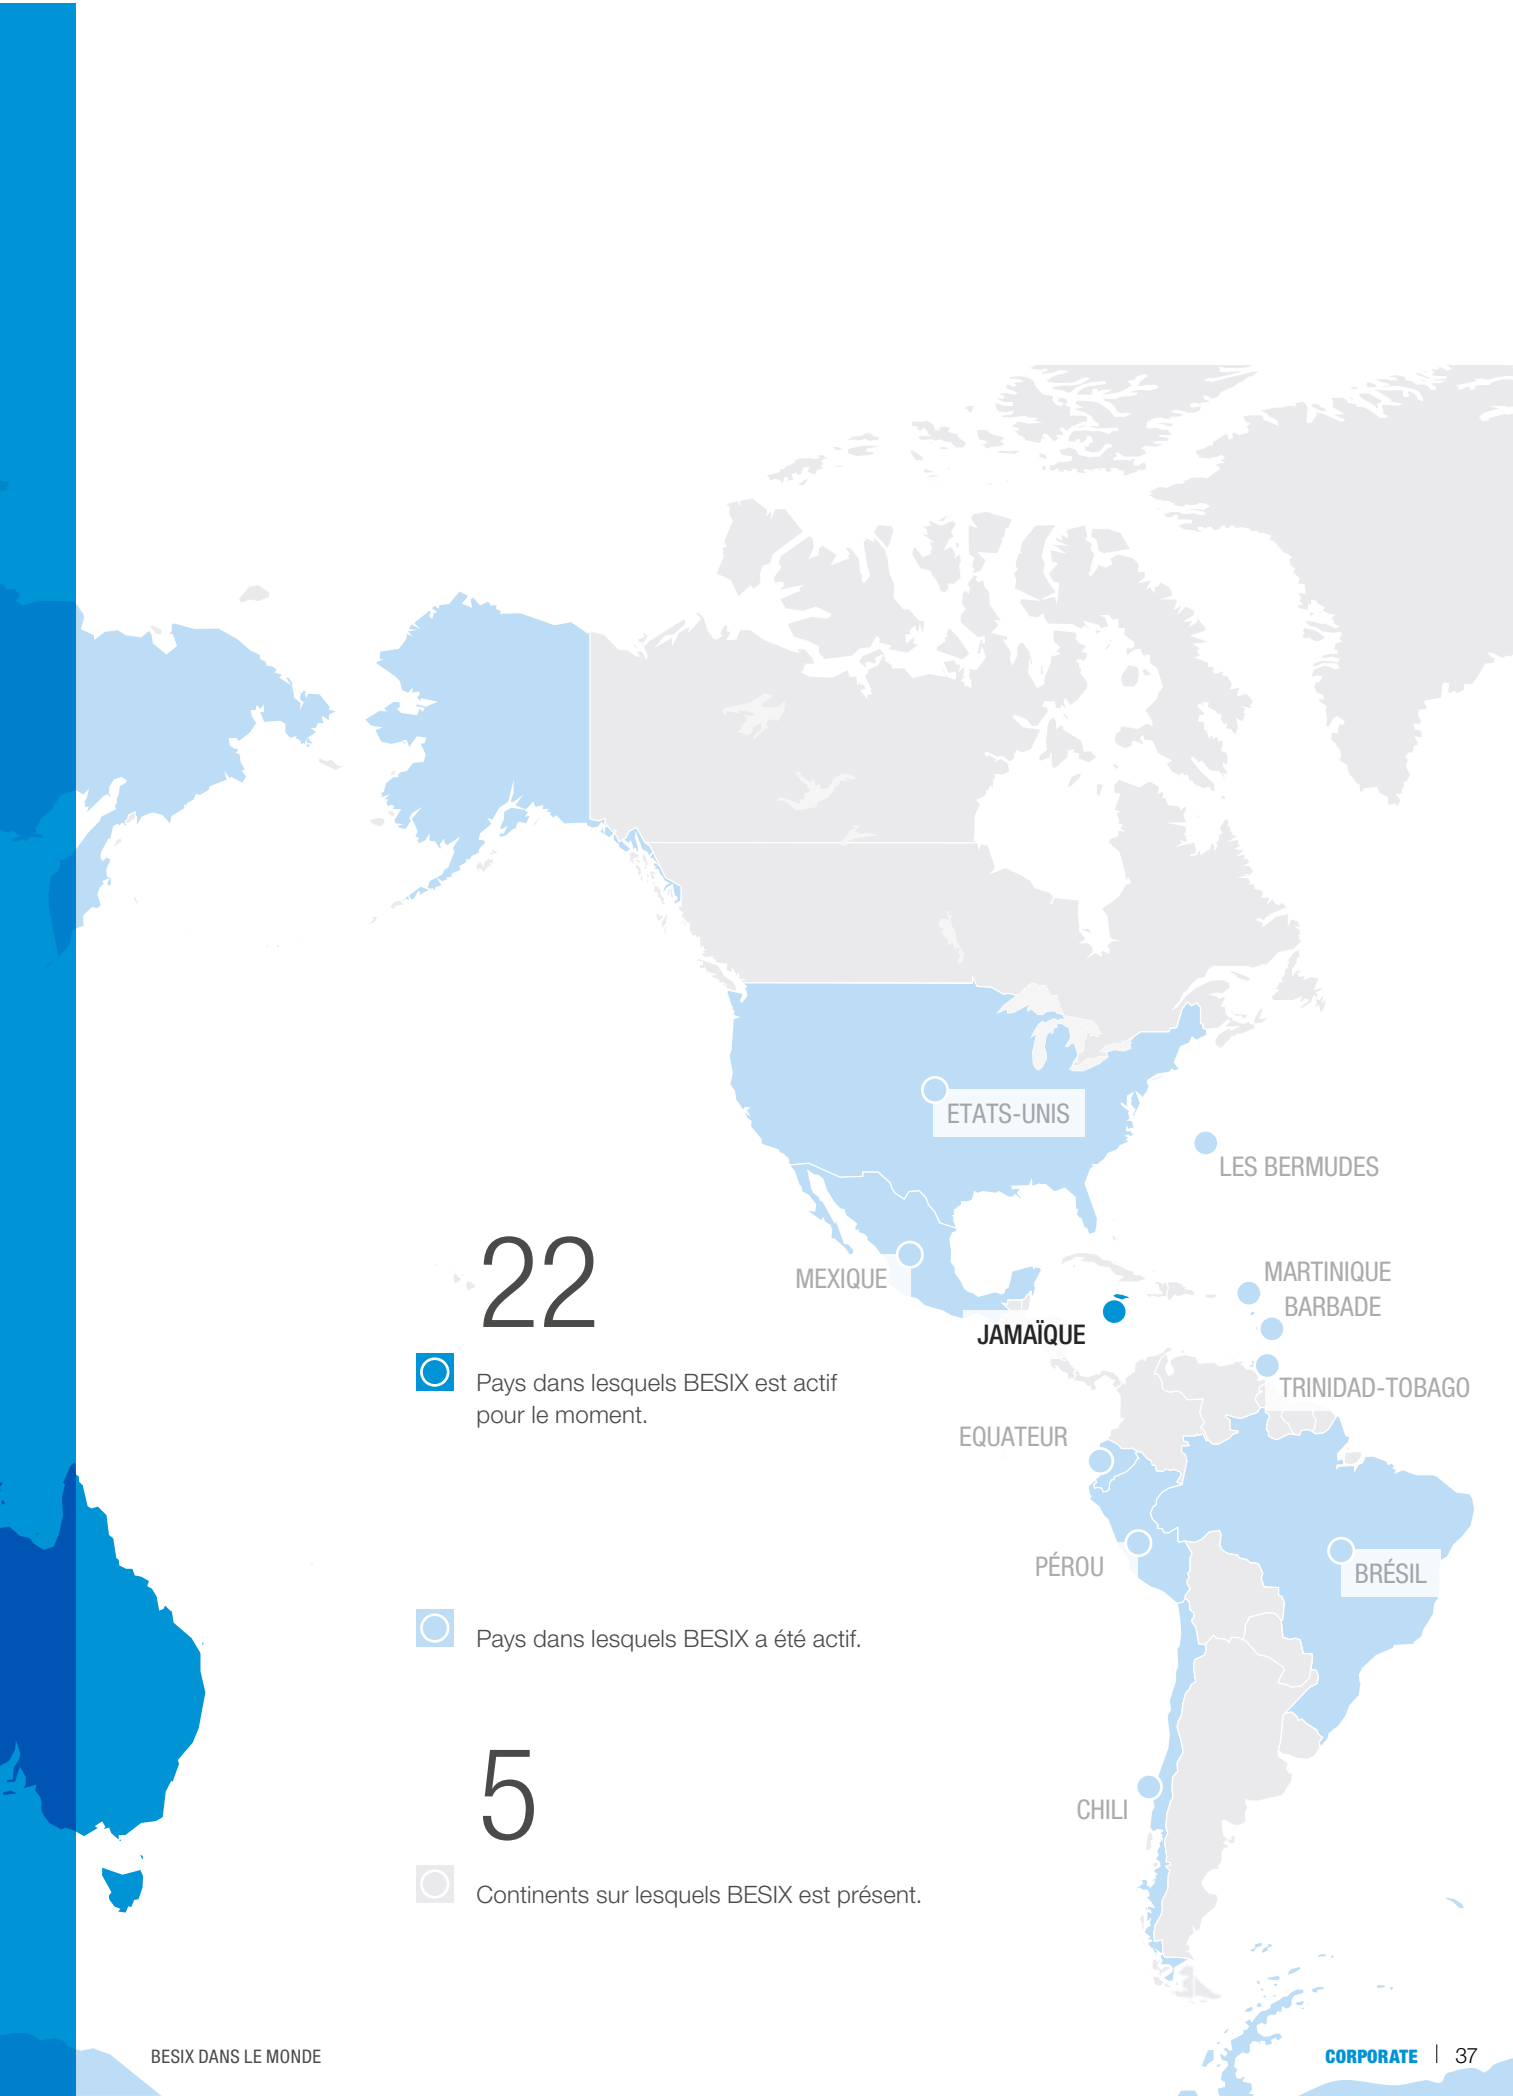 ETATS-UNIS
LES BERMUDES
MEXIQUE
MARTINIQUE
BARBADE
JAMAÏQUE
TRINIDAD-TOBAGO
EQUATEUR
PÉROU
BRÉSIL
CHILI
22
Pays dans lesquels BESIX est actif
pour le moment.
Pays dans lesquels BESIX a été actif.
5
Continents sur lesquels BESIX est présent.
BESIX DANS LE MONDE
CORPORATE | 37